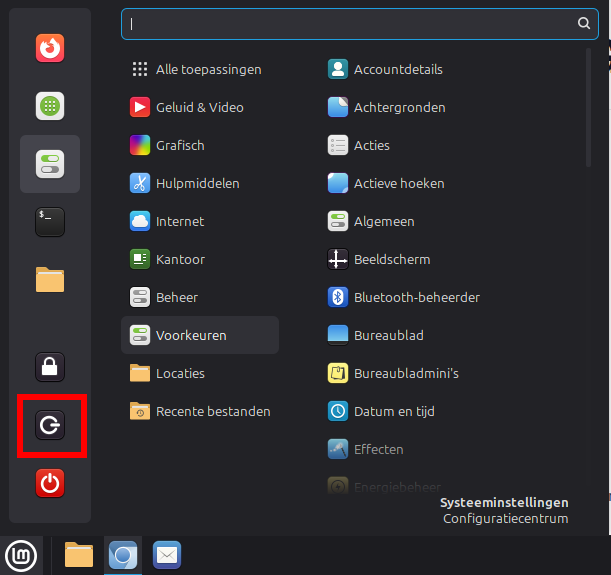 Alle toepassingen
Geluid & Video
Grafisch
Hulpmiddelen
Internet
Kantoor
Beheer
Voorkeuren
Locaties
Recente bestanden
Accountdetails
Achtergronden
Acties
Actieve hoeken
Algemeen
Beeldscherm
Bluetooth-beheerder
Bureaublad
Bureaubladmini's
Datum en tijd
Effecten
Energiebeheer
Systeeminstellingen
Configuratiecentrum
$_
lm